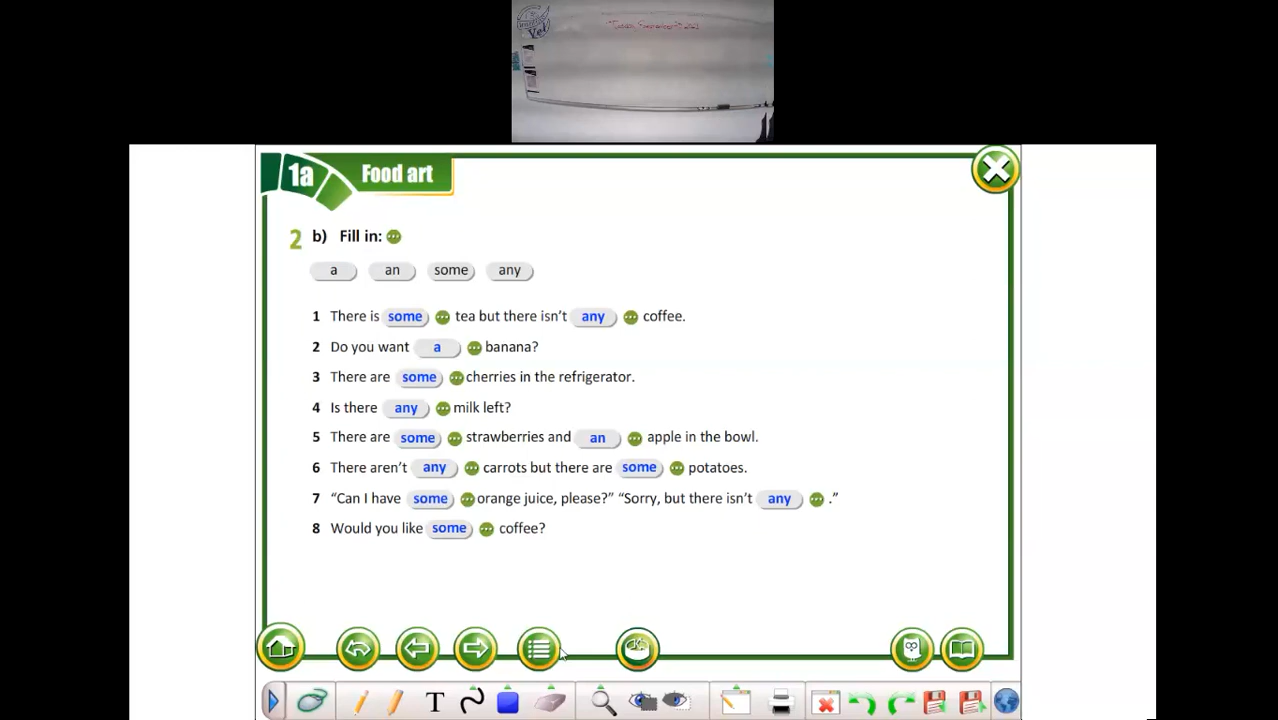 1a Food art
2 b) Fill in:
a an some any
1 There is some tea but there isn't any coffee.
2 Do you want a banana?
3 There are some cherries in the refrigerator.
4 Is there any milk left?
5 There are some strawberries and an apple in the bowl.
6 There aren't any carrots but there are some potatoes.
7 “Can I have some orange juice, please?” “Sorry, but there isn't any .”
8 Would you like some coffee?
T